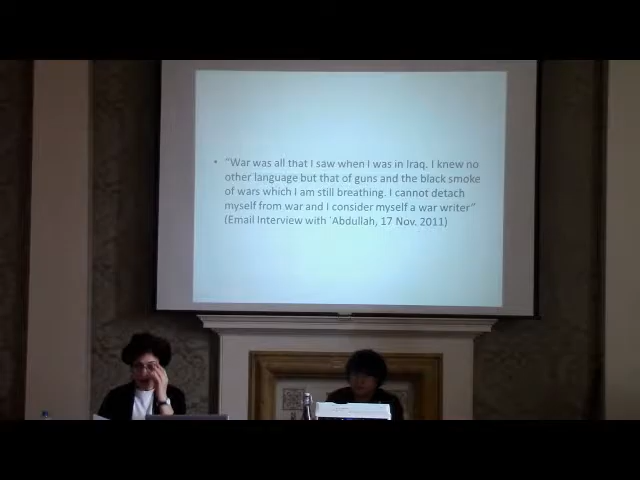 • “War was all that I saw when I was in Iraq. I knew no
other language but that of guns and the black smoke
of wars which I am still breathing. I cannot detach
myself from war and I consider myself a war writer”
(Email Interview with `Abdullah, 17 Nov. 2011)